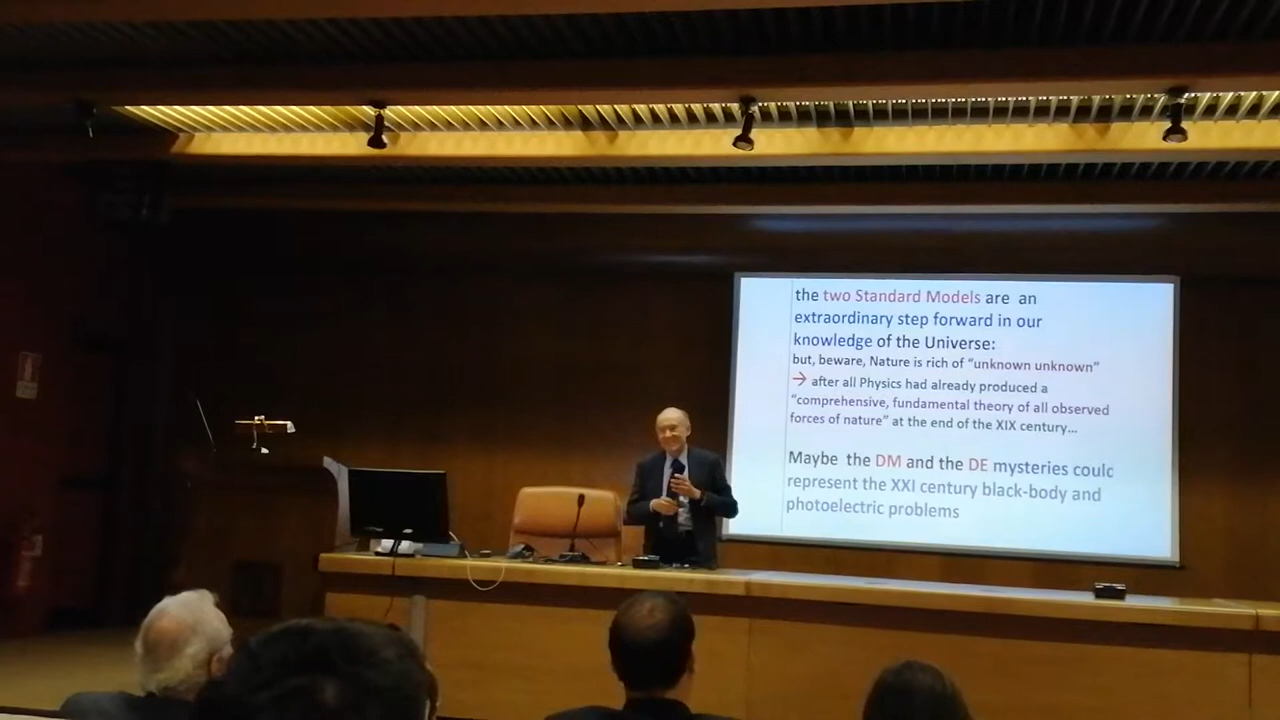 the two Standard Models are an
extraordinary step forward in our
knowledge of the Universe:
but, beware, Nature is rich of “unknown unknown”
→ after all Physics had already produced a
“comprehensive, fundamental theory of all observed
forces of nature” at the end of the XIX century...
Maybe the DM and the DE mysteries could
represent the XXI century black-body and
photoelectric problems